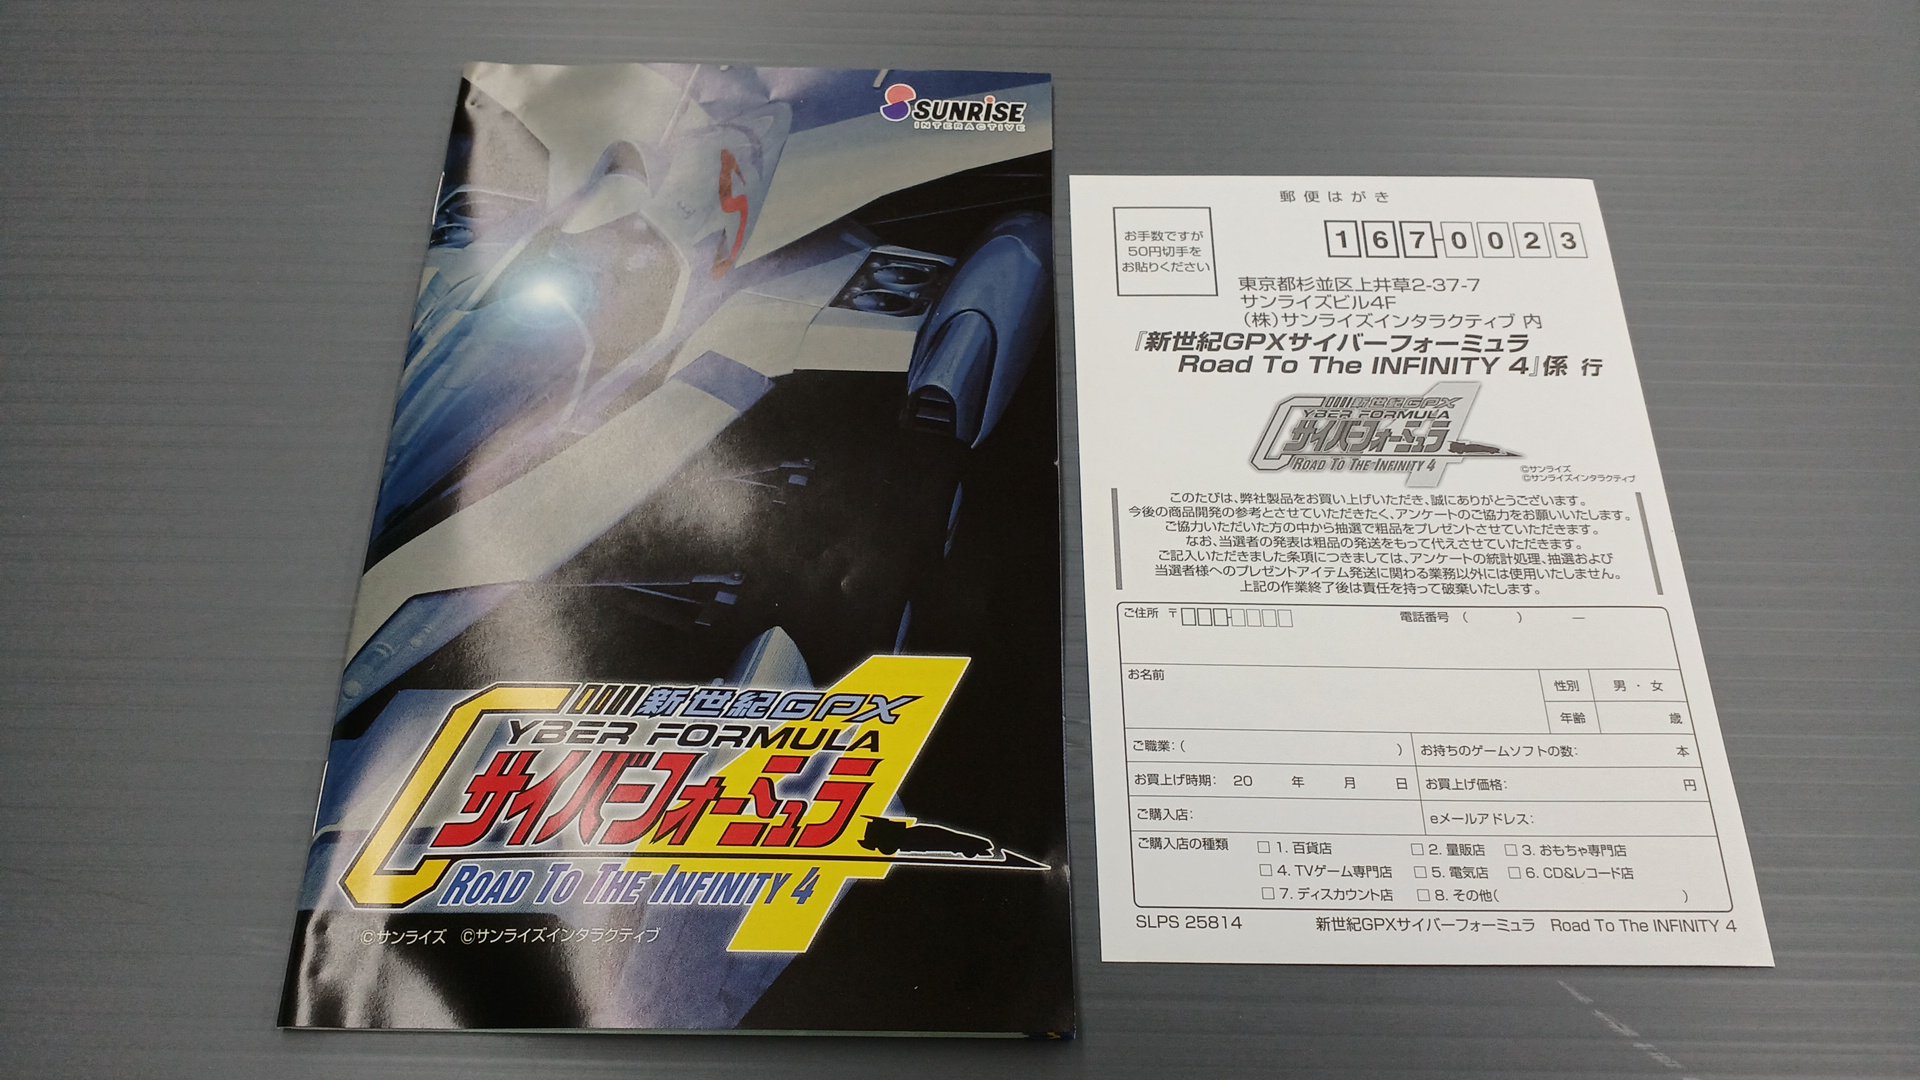 SUNRISE
INTERACTIVE
新世紀GPX
CYBER FORMULA
サイバーフォーミュラ
ROAD TO THE INFINITY 4
©サンライズ ©サンライズインタラクティブ
郵便はがき
お手数ですが
50円切手を
お貼りください
167-0023
東京都杉並区上井草2-37-7
サンライズビル4F
(株)サンライズインタラクティブ 内
『新世紀GPXサイバーフォーミュラ
Road To The INFINITY 4』係 行
新世紀GPX
CYBER FORMULA
サイバーフォーミュラ
ROAD TO THE INFINITY 4
©サンライズ
©サンライズインタラクティブ
このたびは、弊社製品をお買い上げいただき、誠にありがとうございます。
今後の商品開発の参考とさせていただきたく、アンケートのご協力をお願いいたします。
ご協力いただいた方の中から抽選で粗品をプレゼントさせていただきます。
なお、当選者の発表は粗品の発送をもって代えさせていただきます。
ご記入いただきました条項につきましては、アンケートの統計処理、抽選および
当選者様へのプレゼントアイテム発送に関わる業務以外には使用いたしません。
上記の作業終了後は責任を持って破棄いたします。
ご住所 〒 電話番号 ( ) ―
お名前
性別 男・女
年齢 歳
ご職業:( ) お持ちのゲームソフトの数: 本
お買上げ時期: 20 年 月 日 お買上げ価格: 円
ご購入店: eメールアドレス:
ご購入店の種類 □ 1. 百貨店 □ 2. 量販店 □ 3. おもちゃ専門店
□ 4. TVゲーム専門店 □ 5. 電気店 □ 6. CD&レコード店
□ 7. ディスカウント店 □ 8. その他( )
SLPS 25814 新世紀GPXサイバーフォーミュラ Road To The INFINITY 4